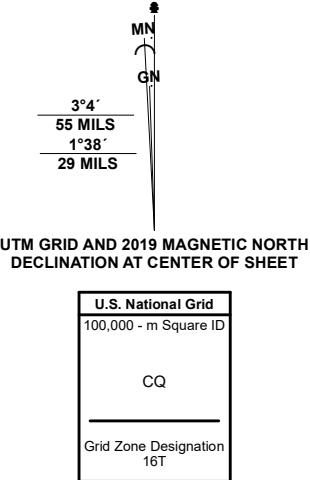 MN
GN
3°4´
55 MILS
1°38´
29 MILS
UTM GRID AND 2019 MAGNETIC NORTH
DECLINATION AT CENTER OF SHEET
U.S. National Grid
100,000 - m Square ID
CQ
Grid Zone Designation
16T